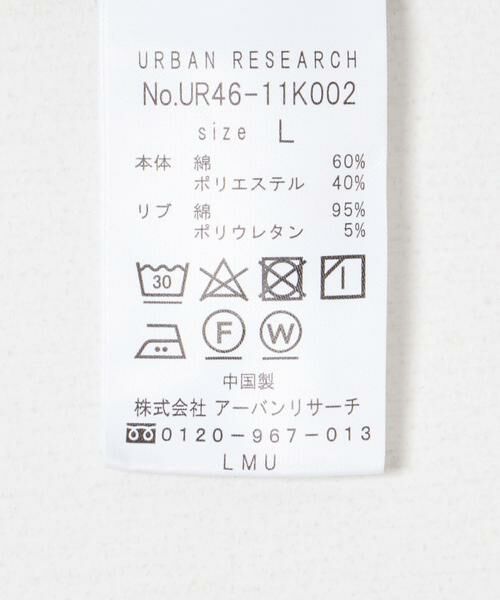 URBAN RESEARCH
No.UR46-11K002
size L
本体 綿 60%
ポリエステル 40%
リブ 綿 95%
ポリウレタン 5%
30
F W
中国製
株式会社 アーバンリサーチ
0120-967-013
LMU